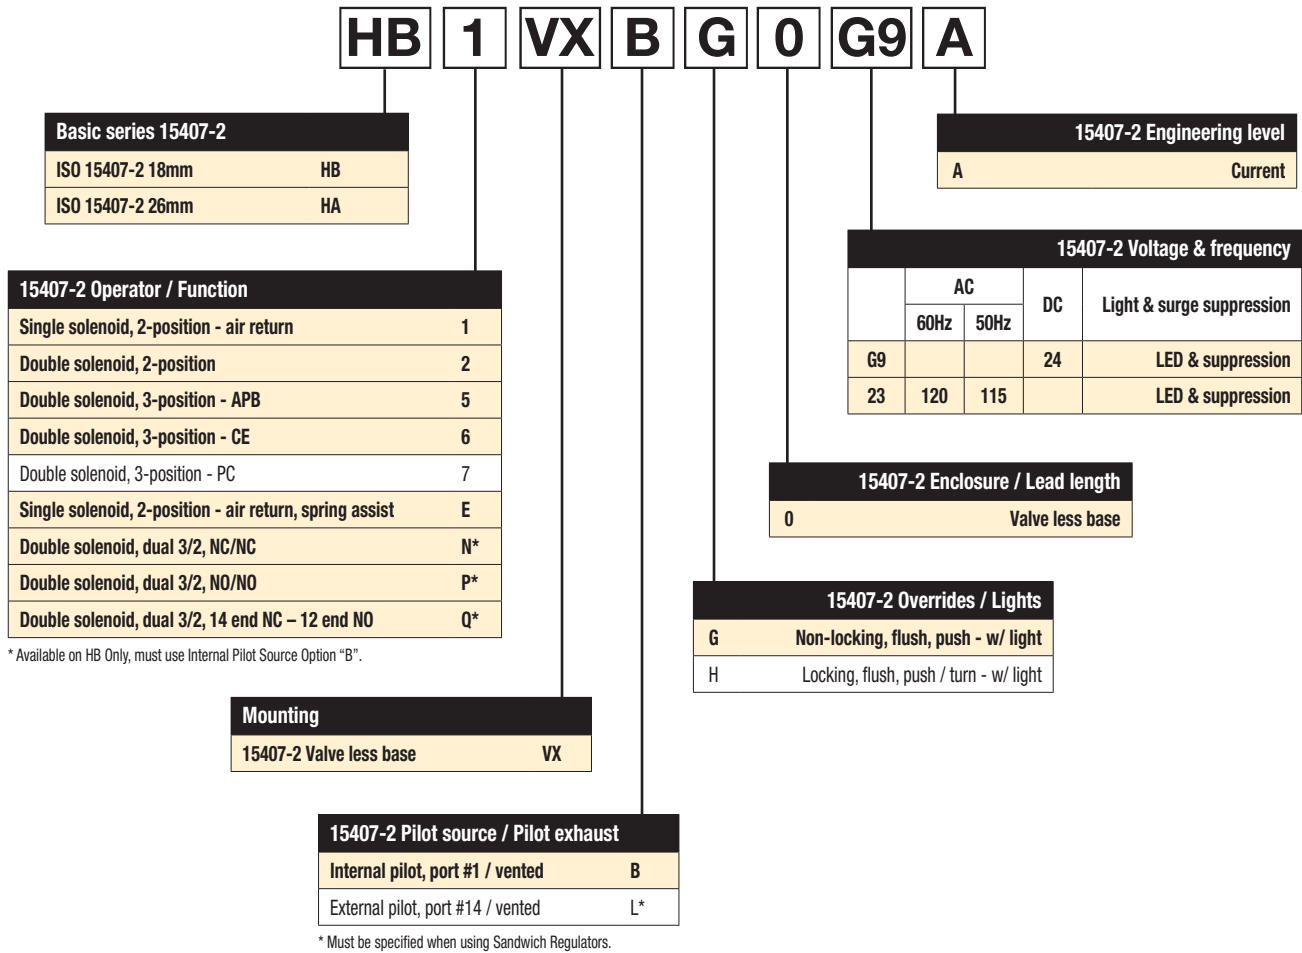 HB 1 VX B G 0 G9 A
Basic series 15407-2
ISO 15407-2 18mm HB
ISO 15407-2 26mm HA
15407-2 Engineering level
A Current
15407-2 Voltage & frequency
AC DC Light & surge suppression
60Hz 50Hz
G9 24 LED & suppression
23 120 115 LED & suppression
15407-2 Operator / Function
Single solenoid, 2-position - air return 1
Double solenoid, 2-position 2
Double solenoid, 3-position - APB 5
Double solenoid, 3-position - CE 6
Double solenoid, 3-position - PC 7
Single solenoid, 2-position - air return, spring assist E
Double solenoid, dual 3/2, NC/NC N*
Double solenoid, dual 3/2, NO/NO P*
Double solenoid, dual 3/2, 14 end NC – 12 end NO Q*
* Available on HB Only, must use Internal Pilot Source Option “B”.
15407-2 Enclosure / Lead length
0 Valve less base
15407-2 Overrides / Lights
G Non-locking, flush, push - w/ light
H Locking, flush, push / turn - w/ light
Mounting
15407-2 Valve less base VX
15407-2 Pilot source / Pilot exhaust
Internal pilot, port #1 / vented B
External pilot, port #14 / vented L*
* Must be specified when using Sandwich Regulators.